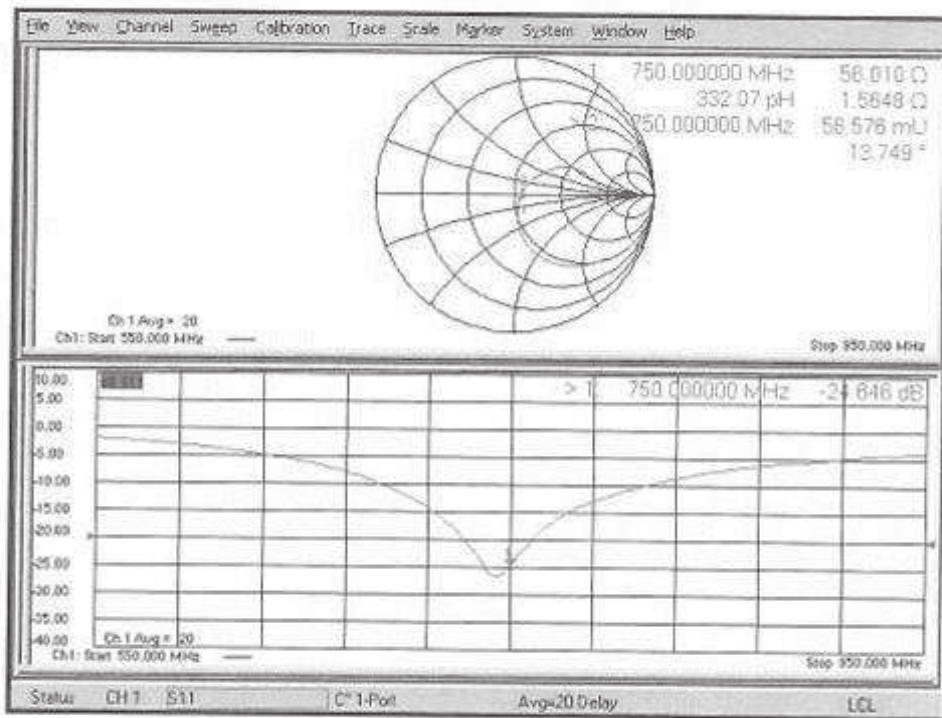 File View Channel Sweep Calibration Trace Scale Marker System Window Help
1 750.000000 MHz 56.010 Ω
332.07 pH 1.5648 Ω
750.000000 MHz 58.576 mU
13.749 °
Ch 1 Avg = 20
Ch1: Start 550.000 MHz
Stop 950.000 MHz
10.00
5.00
0.00
-5.00
-10.00
-15.00
-20.00
-25.00
-30.00
-35.00
-40.00
> 1 750.000000 MHz -24.646 dB
Ch 1 Avg = 20
Ch1: Start 550.000 MHz
Stop 950.000 MHz
Status CH 1 S11 C* 1-Port Avg=20 Delay LCL